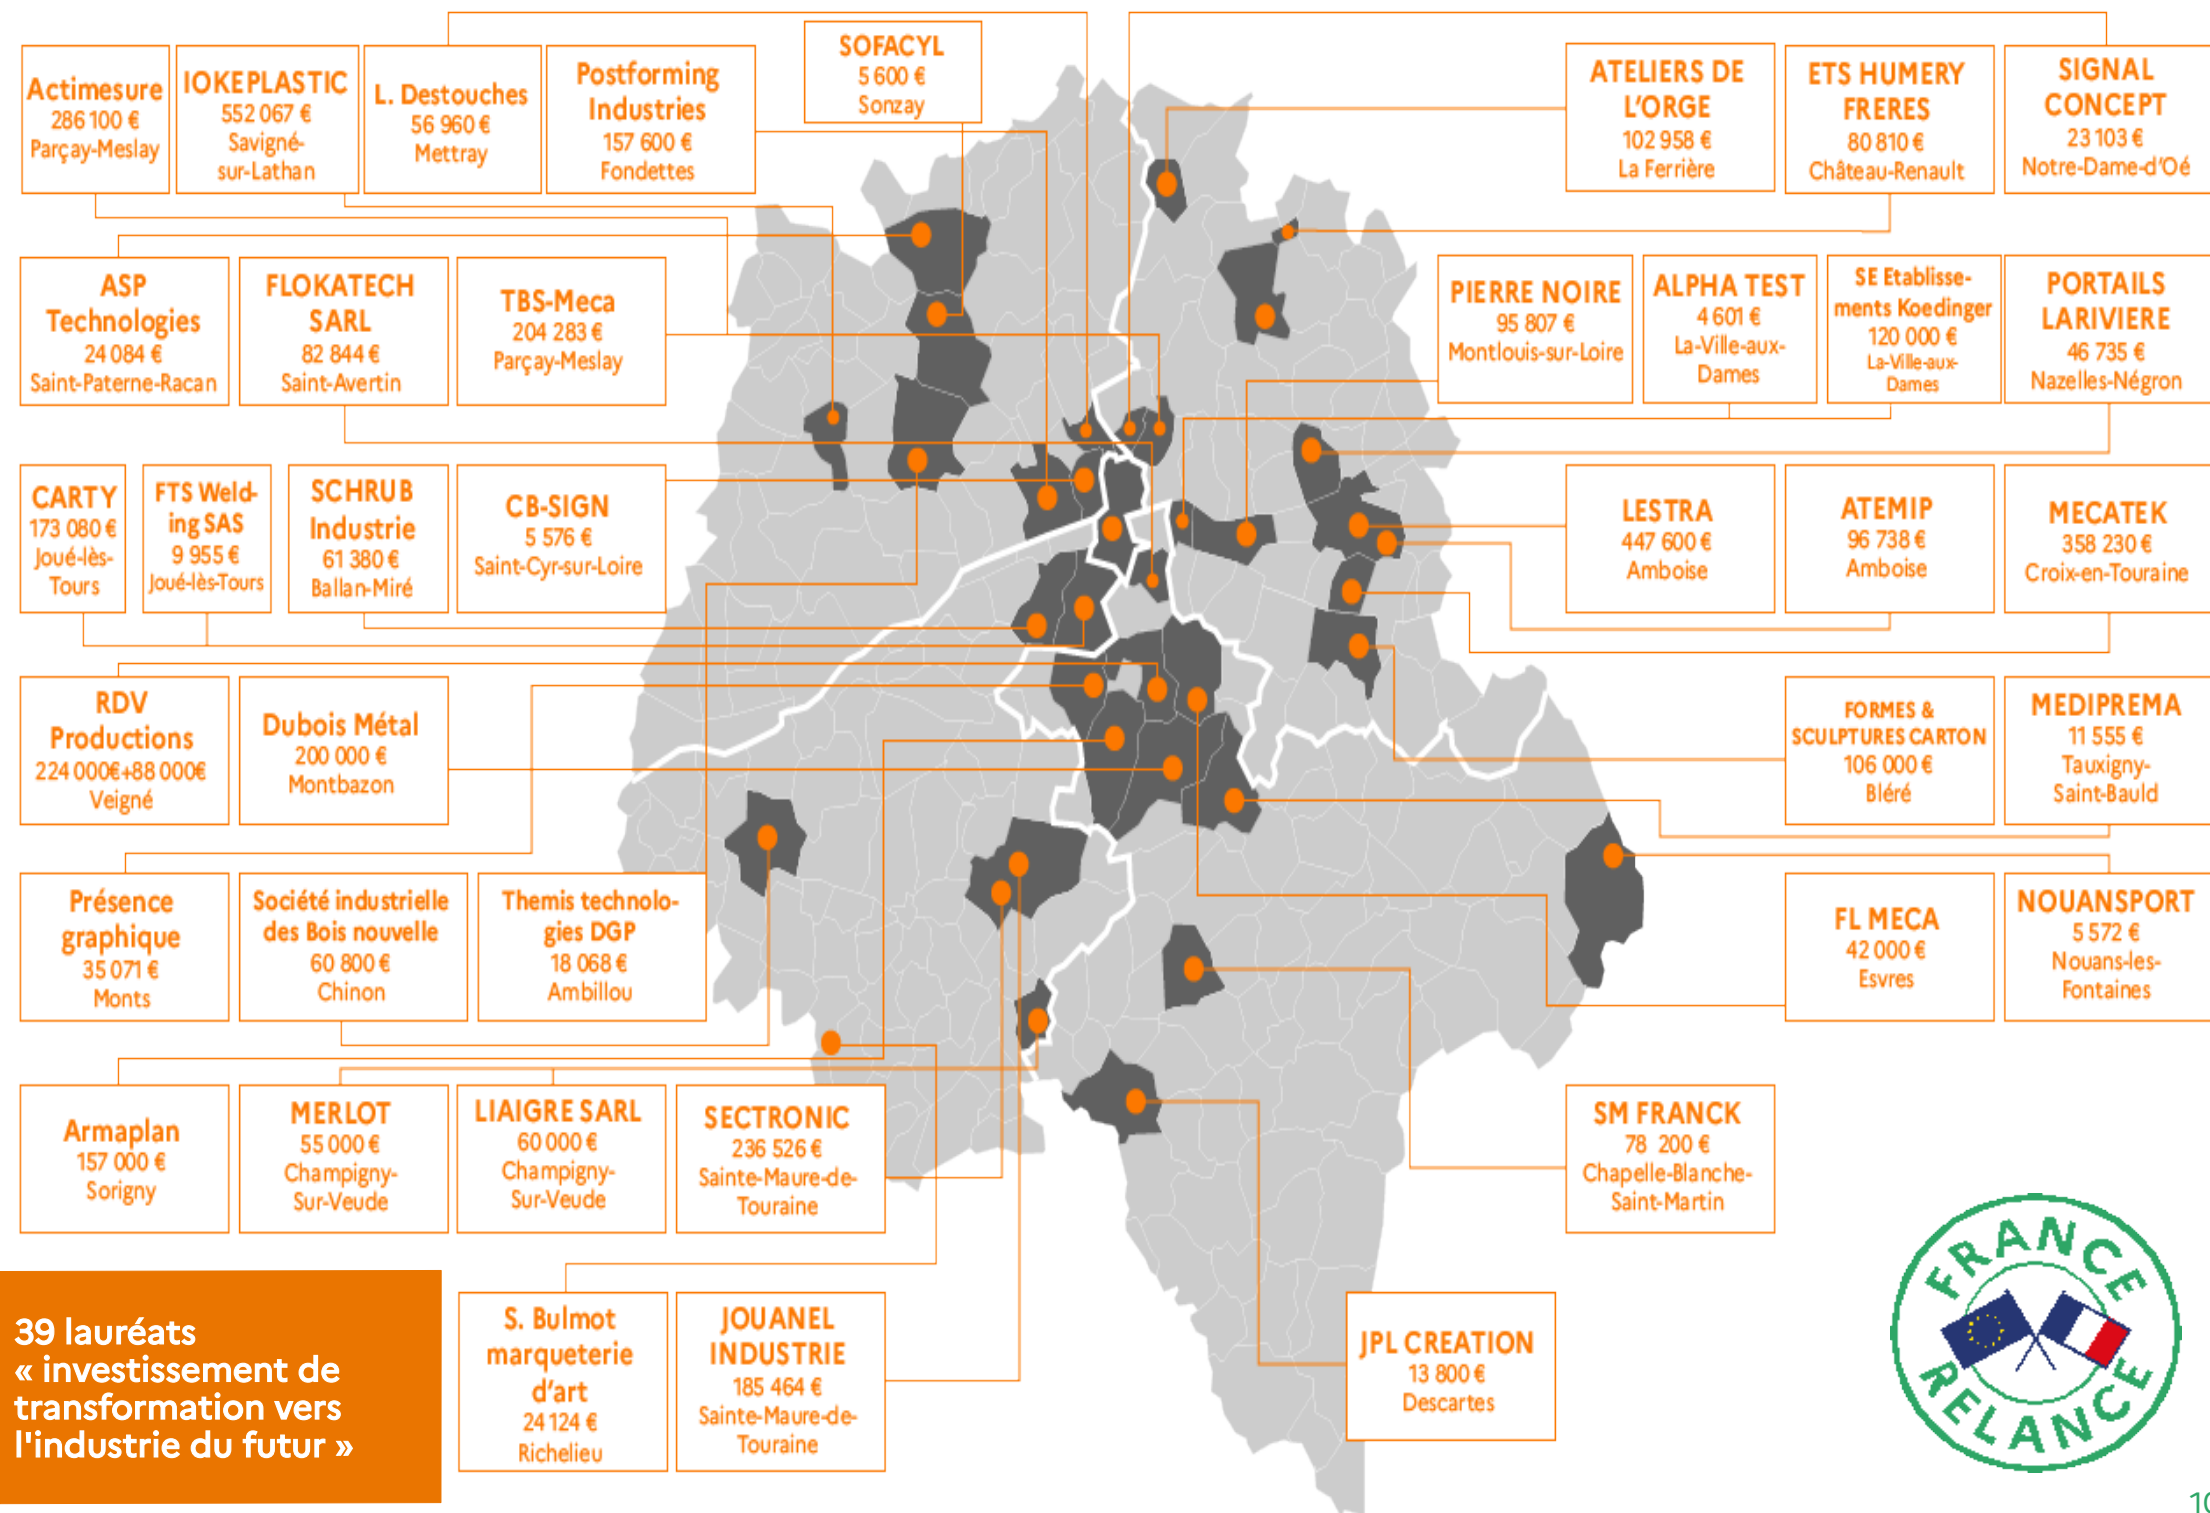 Actimesure
286 100 €
Parçay-Meslay
IOKEPLASTIC
552 067 €
Savigné-
sur-Lathan
L. Destouches
56 960 €
Mettray
Postforming
Industries
157 600 €
Fondettes
SOFACYL
5 600 €
Sonzay
ATELIERS DE
L'ORGE
102 958 €
La Ferrière
ETS HUMERY
FRERES
80 810 €
Château-Renault
SIGNAL
CONCEPT
23 103 €
Notre-Dame-d'Oé
ASP
Technologies
24 084 €
Saint-Paterne-Racan
FLOKATECH
SARL
82 844 €
Saint-Avertin
TBS-Meca
204 283 €
Parçay-Meslay
PIERRE NOIRE
95 807 €
Montlouis-sur-Loire
ALPHA TEST
4 601 €
La-Ville-aux-
Dames
SE Etablisse-
ments Koedinger
120 000 €
La-Ville-aux-
Dames
PORTAILS
LARIVIERE
46 735 €
Nazelles-Négron
CARTY
173 080 €
Joué-lès-
Tours
FTS Weld-
ing SAS
9 955 €
Joué-lès-Tours
SCHRUB
Industrie
61 380 €
Ballan-Miré
CB-SIGN
5 576 €
Saint-Cyr-sur-Loire
LESTRA
447 600 €
Amboise
ATEMIP
96 738 €
Amboise
MECATEK
358 230 €
Croix-en-Touraine
RDV
Productions
224 000€+88 000€
Veigné
Dubois Métal
200 000 €
Montbazon
FORMES &
SCULPTURES CARTON
106 000 €
Bléré
MEDIPREMA
11 555 €
Tauxigny-
Saint-Bauld
Présence
graphique
35 071 €
Monts
Société industrielle
des Bois nouvelle
60 800 €
Chinon
Themis technolo-
gies DGP
18 068 €
Ambillou
FL MECA
42 000 €
Esvres
NOUANSPORT
5 572 €
Nouans-les-
Fontaines
Armaplan
157 000 €
Sorigny
MERLOT
55 000 €
Champigny-
Sur-Veude
LIAIGRE SARL
60 000 €
Champigny-
Sur-Veude
SECTRONIC
236 526 €
Sainte-Maure-de-
Touraine
SM FRANCK
78 200 €
Chapelle-Blanche-
Saint-Martin
S. Bulmot
marqueterie
d'art
24 124 €
Richelieu
JOUANEL
INDUSTRIE
185 464 €
Sainte-Maure-de-
Touraine
JPL CREATION
13 800 €
Descartes
39 lauréats
« investissement de
transformation vers
l'industrie du futur »
FRANCE
RELANCE
10